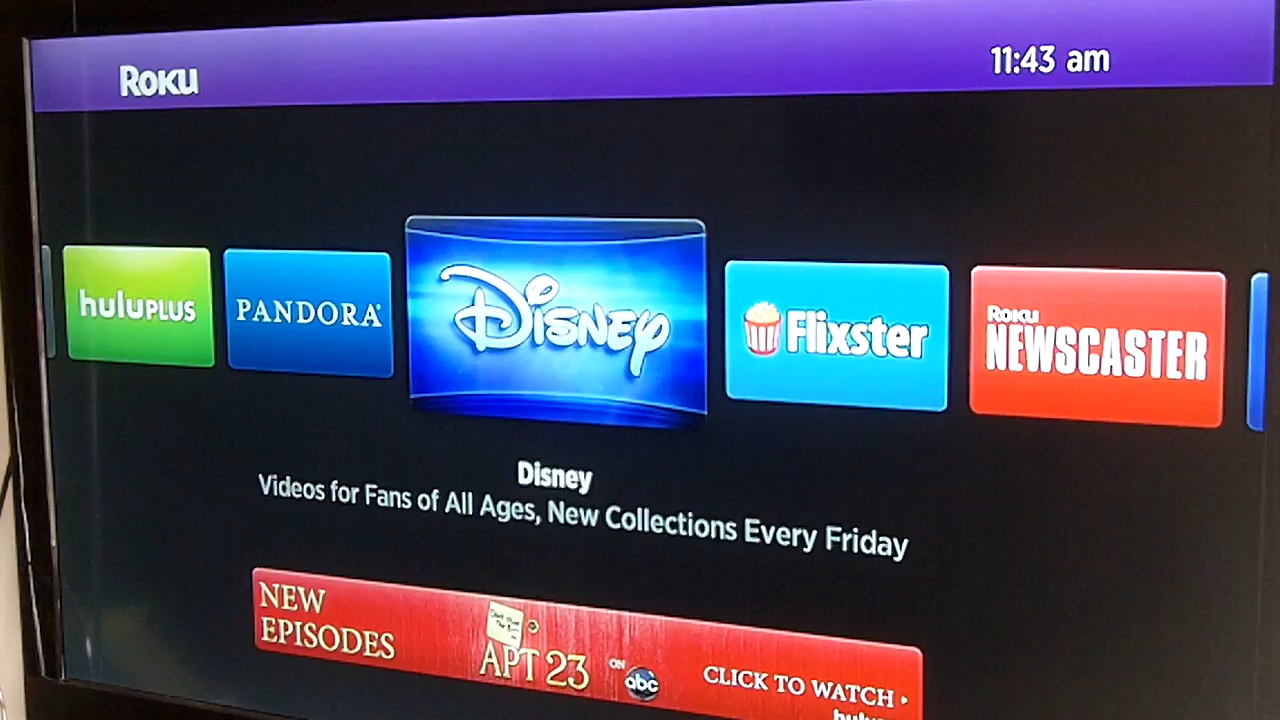 Roku
11:43 am
huluPLUS
PANDORA
Disney
Flixster
Roku
NEWSCASTER
Disney
Videos for Fans of All Ages, New Collections Every Friday
NEW
EPISODES
APT 23
ON
abc
CLICK TO WATCH